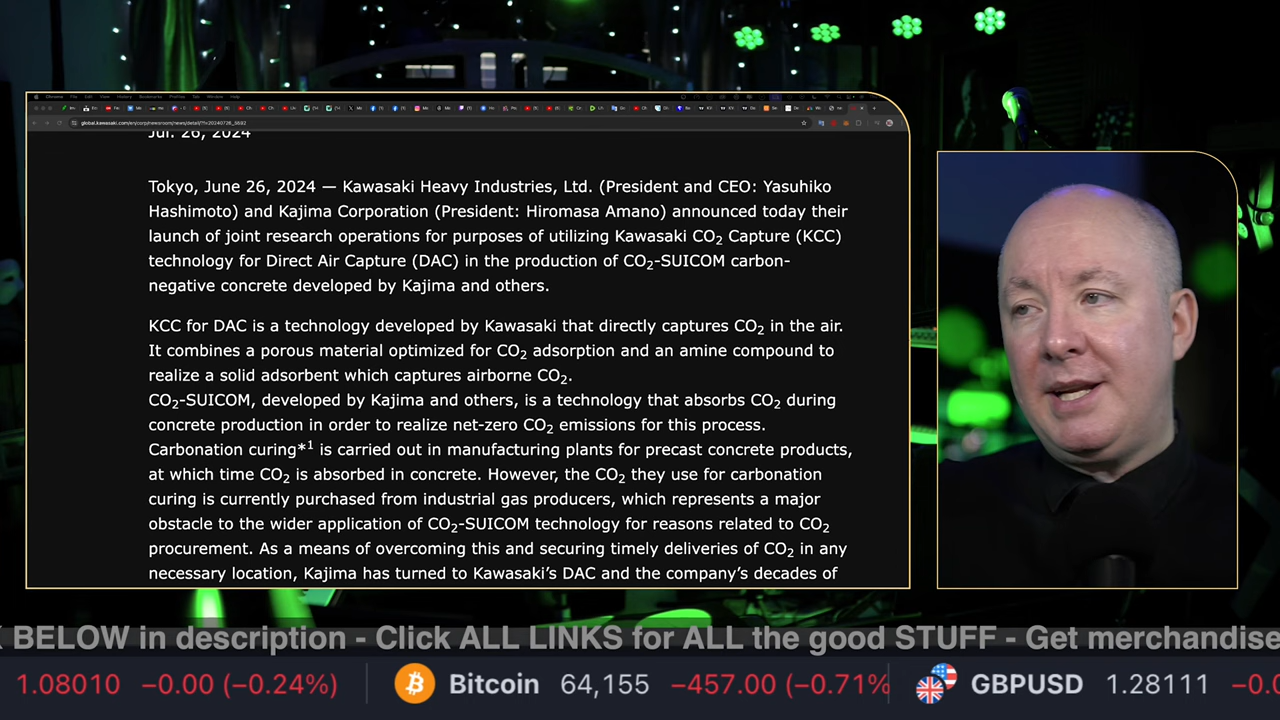 global.kawasaki.com/en/corp/newsroom/news/detail/?f=20240726_5692
Jul. 26, 2024
Tokyo, June 26, 2024 — Kawasaki Heavy Industries, Ltd. (President and CEO: Yasuhiko
Hashimoto) and Kajima Corporation (President: Hiromasa Amano) announced today their
launch of joint research operations for purposes of utilizing Kawasaki CO₂ Capture (KCC)
technology for Direct Air Capture (DAC) in the production of CO₂-SUICOM carbon-
negative concrete developed by Kajima and others.
KCC for DAC is a technology developed by Kawasaki that directly captures CO₂ in the air.
It combines a porous material optimized for CO₂ adsorption and an amine compound to
realize a solid adsorbent which captures airborne CO₂.
CO₂-SUICOM, developed by Kajima and others, is a technology that absorbs CO₂ during
concrete production in order to realize net-zero CO₂ emissions for this process.
Carbonation curing*¹ is carried out in manufacturing plants for precast concrete products,
at which time CO₂ is absorbed in concrete. However, the CO₂ they use for carbonation
curing is currently purchased from industrial gas producers, which represents a major
obstacle to the wider application of CO₂-SUICOM technology for reasons related to CO₂
procurement. As a means of overcoming this and securing timely deliveries of CO₂ in any
necessary location, Kajima has turned to Kawasaki’s DAC and the company’s decades of
BELOW in description - Click ALL LINKS for ALL the good STUFF - Get merchandise
1.08010 −0.00 (−0.24%) Bitcoin 64,155 −457.00 (−0.71% GBPUSD 1.28111 −0.0